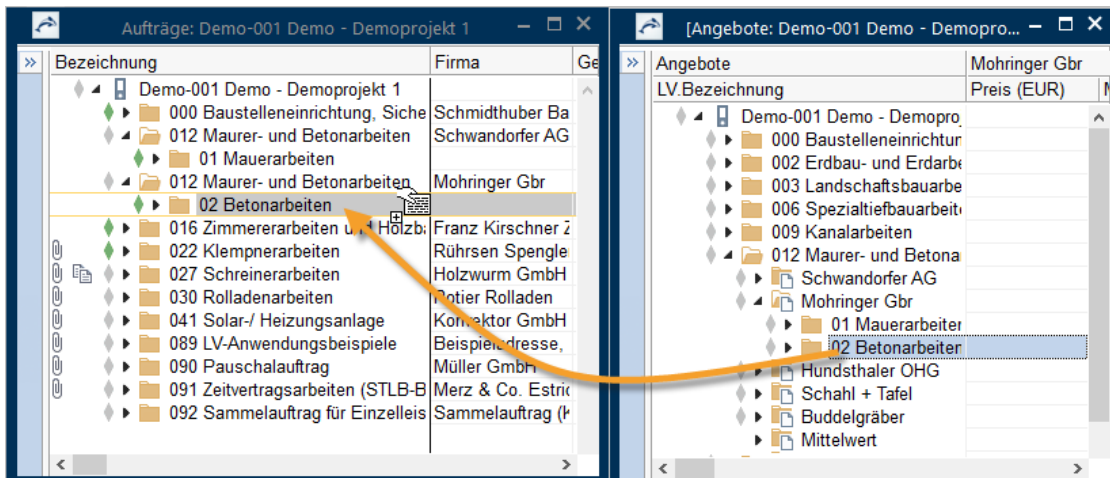 Aufträge: Demo-001 Demo - Demoprojekt 1
Bezeichnung Firma Ge
Demo-001 Demo - Demoprojekt 1
000 Baustelleneinrichtung, Siche Schmidthuber Ba
012 Maurer- und Betonarbeiten Schwandorfer AG
01 Mauerarbeiten
012 Maurer- und Betonarbeiten Mohringer Gbr
02 Betonarbeiten
016 Zimmererarbeiten und Holzba Franz Kirschner Z
022 Klempnerarbeiten Rührsen Spengle
027 Schreinerarbeiten Holzwurm GmbH
030 Rolladenarbeiten Rotier Rolladen
041 Solar-/ Heizungsanlage Konvektor GmbH
089 LV-Anwendungsbeispiele Beispieladresse,
090 Pauschalauftrag Müller GmbH
091 Zeitvertragsarbeiten (STLB-B Merz & Co. Estric
092 Sammelauftrag für Einzelleis Sammelauftrag (K
[Angebote: Demo-001 Demo - Demopro...
Angebote Mohringer Gbr
LV.Bezeichnung Preis (EUR)
Demo-001 Demo - Demoproj
000 Baustelleneinrichtun
002 Erdbau- und Erdarbe
003 Landschaftsbauarbe
006 Spezialtiefbauarbeit
009 Kanalarbeiten
012 Maurer- und Betona
Schwandorfer AG
Mohringer Gbr
01 Mauerarbeiten
02 Betonarbeiten
Hundsthaler OHG
Schahl + Tafel
Buddelgräber
Mittelwert